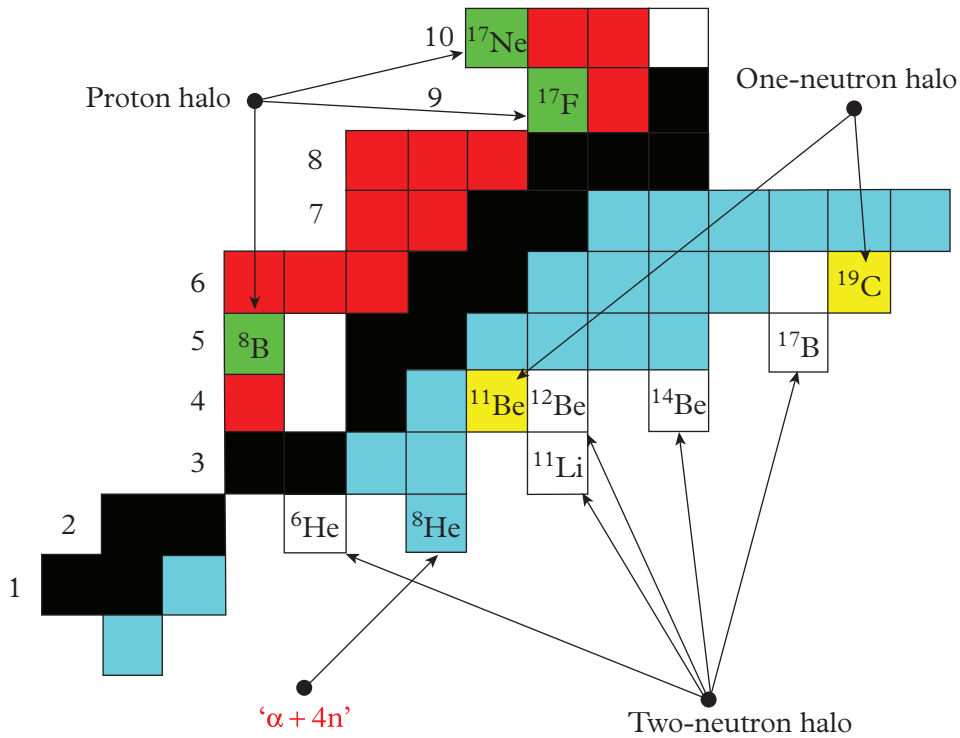 10 ¹⁷Ne
One-neutron halo
Proton halo 9 ¹⁷F
8
7
6 ¹⁹C
5 ⁸B ¹⁷B
4 ¹¹Be ¹²Be ¹⁴Be
3 ¹¹Li
2 ⁶He ⁸He
1
‘α + 4n’ Two-neutron halo